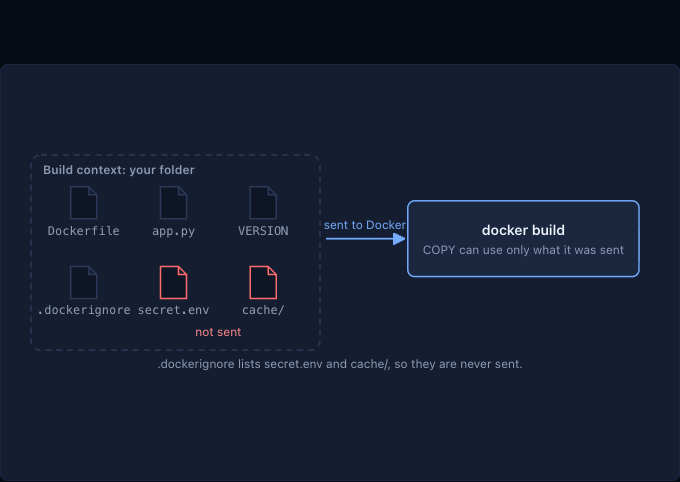 Build context: your folder
Dockerfile app.py VERSION
.dockerignore secret.env cache/
not sent
sent to Docker
docker build
COPY can use only what it was sent
.dockerignore lists secret.env and cache/, so they are never sent.